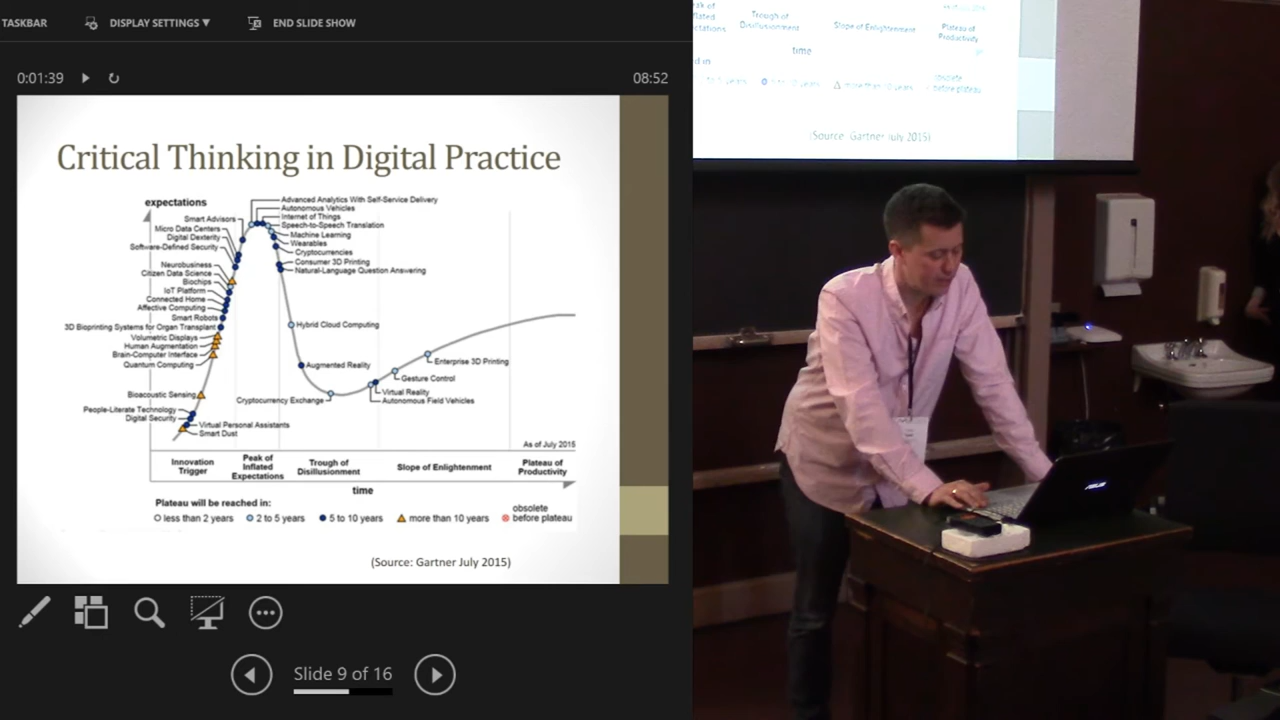 TASKBAR
DISPLAY SETTINGS ▼
END SLIDE SHOW
0:01:39
08:52
Critical Thinking in Digital Practice
expectations
Advanced Analytics With Self-Service Delivery
Autonomous Vehicles
Internet of Things
Speech-to-Speech Translation
Machine Learning
Wearables
Cryptocurrencies
Consumer 3D Printing
Natural-Language Question Answering
Smart Advisors
Micro Data Centers
Digital Dexterity
Software-Defined Security
Neurobusiness
Citizen Data Science
Biochips
IoT Platform
Connected Home
Affective Computing
Smart Robots
3D Bioprinting Systems for Organ Transplant
Volumetric Displays
Human Augmentation
Brain-Computer Interface
Quantum Computing
Bioacoustic Sensing
People-Literate Technology
Digital Security
Virtual Personal Assistants
Smart Dust
Hybrid Cloud Computing
Augmented Reality
Cryptocurrency Exchange
Enterprise 3D Printing
Gesture Control
Virtual Reality
Autonomous Field Vehicles
As of July 2015
Innovation
Trigger
Peak of
Inflated
Expectations
Trough of
Disillusionment
Slope of Enlightenment
Plateau of
Productivity
time
Plateau will be reached in:
less than 2 years
2 to 5 years
5 to 10 years
more than 10 years
obsolete
before plateau
(Source: Gartner July 2015)
Slide 9 of 16
Trough of
Disillusionment
Slope of Enlightenment
Plateau of
Productivity
time
more than 10 years
obsolete
before plateau
(Source: Gartner July 2015)
ASUS